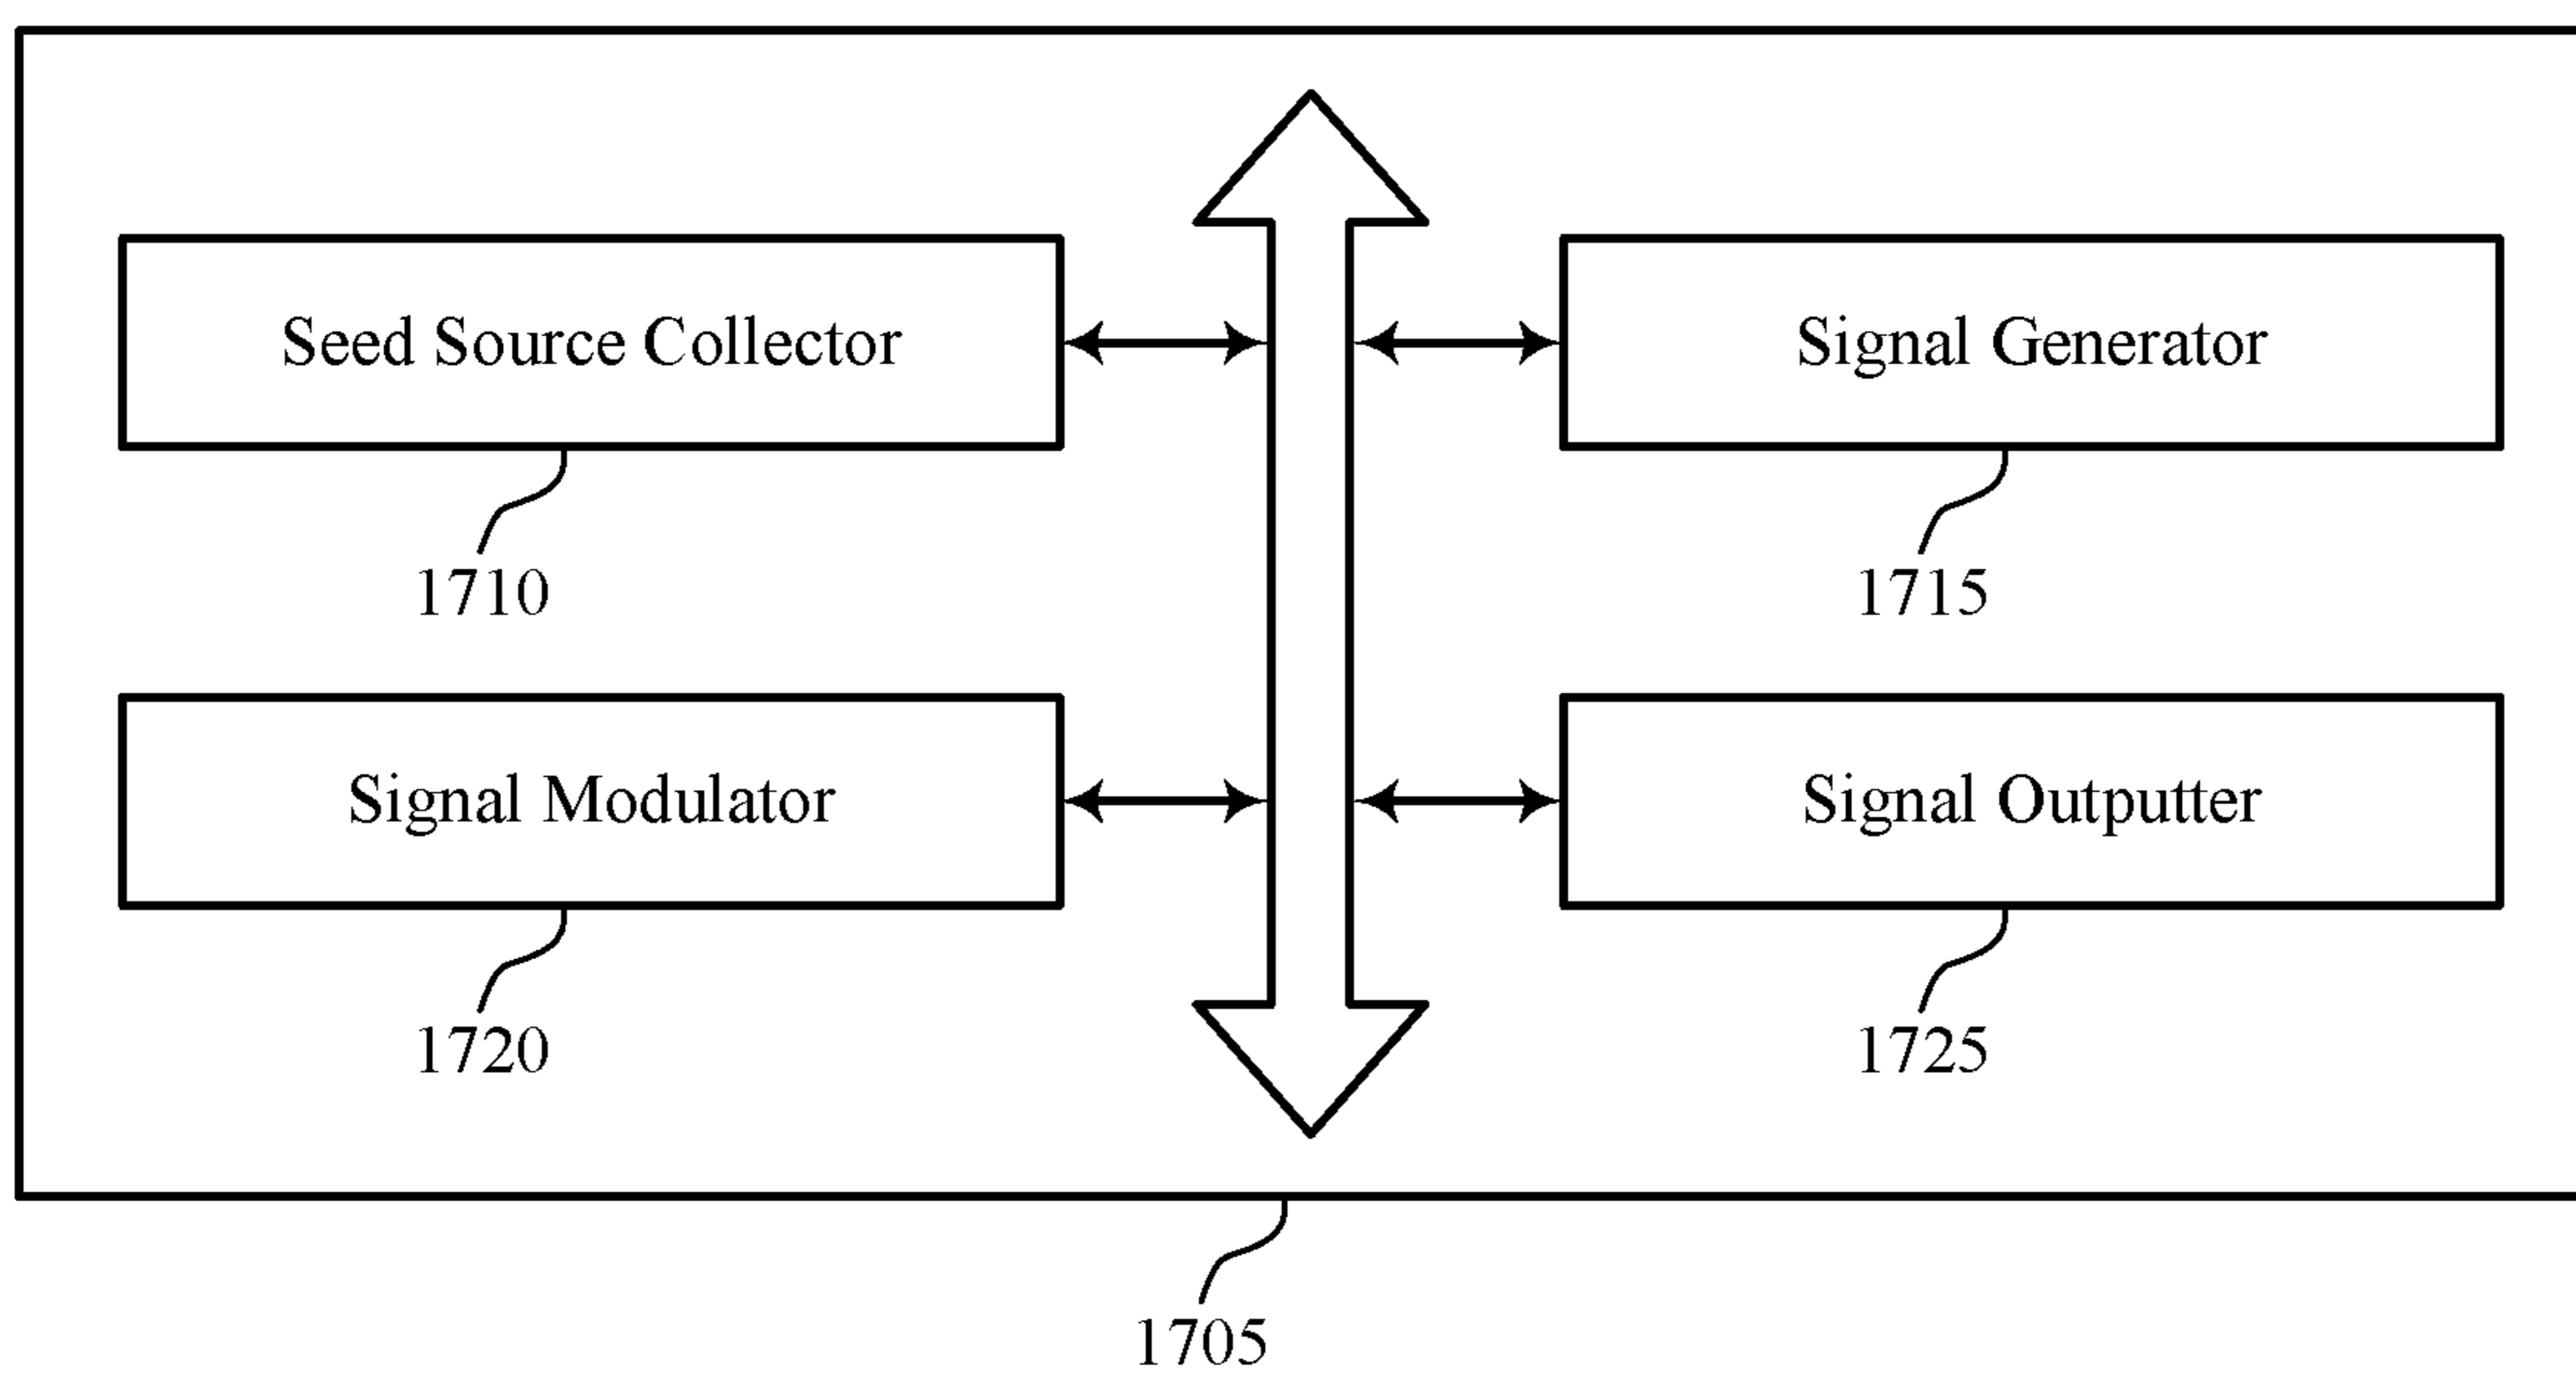 Seed Source Collector
Signal Generator
1710
1715
Signal Modulator
Signal Outputter
1720
1725
1705